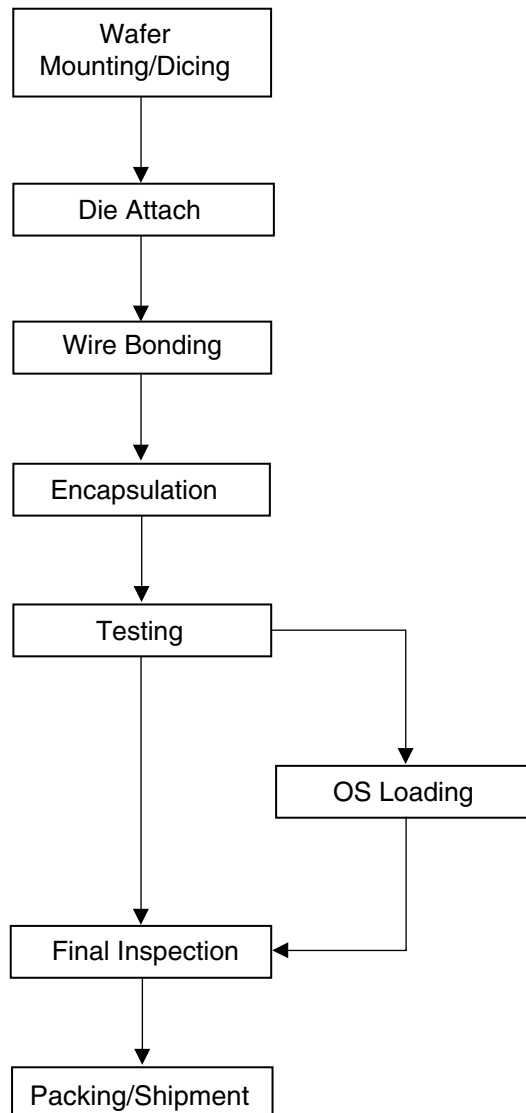 Wafer
Mounting/Dicing
Die Attach
Wire Bonding
Encapsulation
Testing
OS Loading
Final Inspection
Packing/Shipment